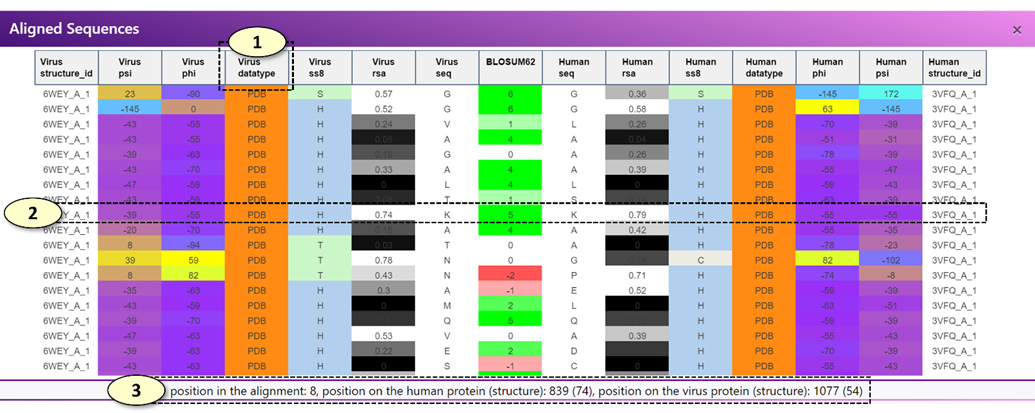 Aligned Sequences ×
1
Virus Virus Virus Virus Virus Virus Virus BLOSUM62 Human Human Human Human Human Human Human
structure_id psi phi datatype ss8 rsa seq seq rsa ss8 datatype phi psi structure_id
6WEY_A_1 23 -90 PDB S 0.57 G 6 G 0.36 S PDB -145 172 3VFQ_A_1
6WEY_A_1 -145 0 PDB H 0.52 G 6 G 0.58 H PDB 63 -145 3VFQ_A_1
6WEY_A_1 -43 -55 PDB H 0.24 V 1 L 0.26 H PDB -70 -39 3VFQ_A_1
6WEY_A_1 -43 -55 PDB H 0.05 A 4 A 0.04 H PDB -51 -31 3VFQ_A_1
6WEY_A_1 -39 -63 PDB H 0.16 G 0 A 0.26 H PDB -78 -39 3VFQ_A_1
6WEY_A_1 -43 -70 PDB H 0.33 A 4 A 0.39 H PDB -55 -47 3VFQ_A_1
6WEY_A_1 -47 -59 PDB H 0 L 4 L 0 H PDB -63 -39 3VFQ_A_1
6WEY_A_1 -43 PDB H T 1 S H PDB -63 -39 3VFQ_A_1
2 Y_A_1 -39 -55 PDB H 0.74 K 5 K 0.79 H PDB -55 -55 3VFQ_A_1
6WEY_A_1 -20 -70 PDB H 0.16 A 4 A 0.42 H PDB -55 -35 3VFQ_A_1
6WEY_A_1 8 -94 PDB T 0.03 T 0 A 0 H PDB -78 -23 3VFQ_A_1
6WEY_A_1 39 59 PDB T 0.78 N 0 G C PDB 82 -102 3VFQ_A_1
6WEY_A_1 8 82 PDB T 0.43 N -2 P 0.71 H PDB -74 -8 3VFQ_A_1
6WEY_A_1 -35 -63 PDB H 0.3 A -1 E 0.52 H PDB -59 -39 3VFQ_A_1
6WEY_A_1 -43 -59 PDB H 0 M 2 L 0 H PDB -63 -51 3VFQ_A_1
6WEY_A_1 -39 -70 PDB H Q 5 Q H PDB -70 -39 3VFQ_A_1
6WEY_A_1 -47 -63 PDB H 0.53 V 0 A 0.39 H PDB -55 -43 3VFQ_A_1
6WEY_A_1 -39 -63 PDB H 0.22 E 2 D H PDB -70 -39 3VFQ_A_1
6WEY_A_1 -43 -63 PDB H 0 S -1 C 0 H PDB -55 -43 3VFQ_A_1
3 position in the alignment: 8, position on the human protein (structure): 839 (74), position on the virus protein (structure): 1077 (54)